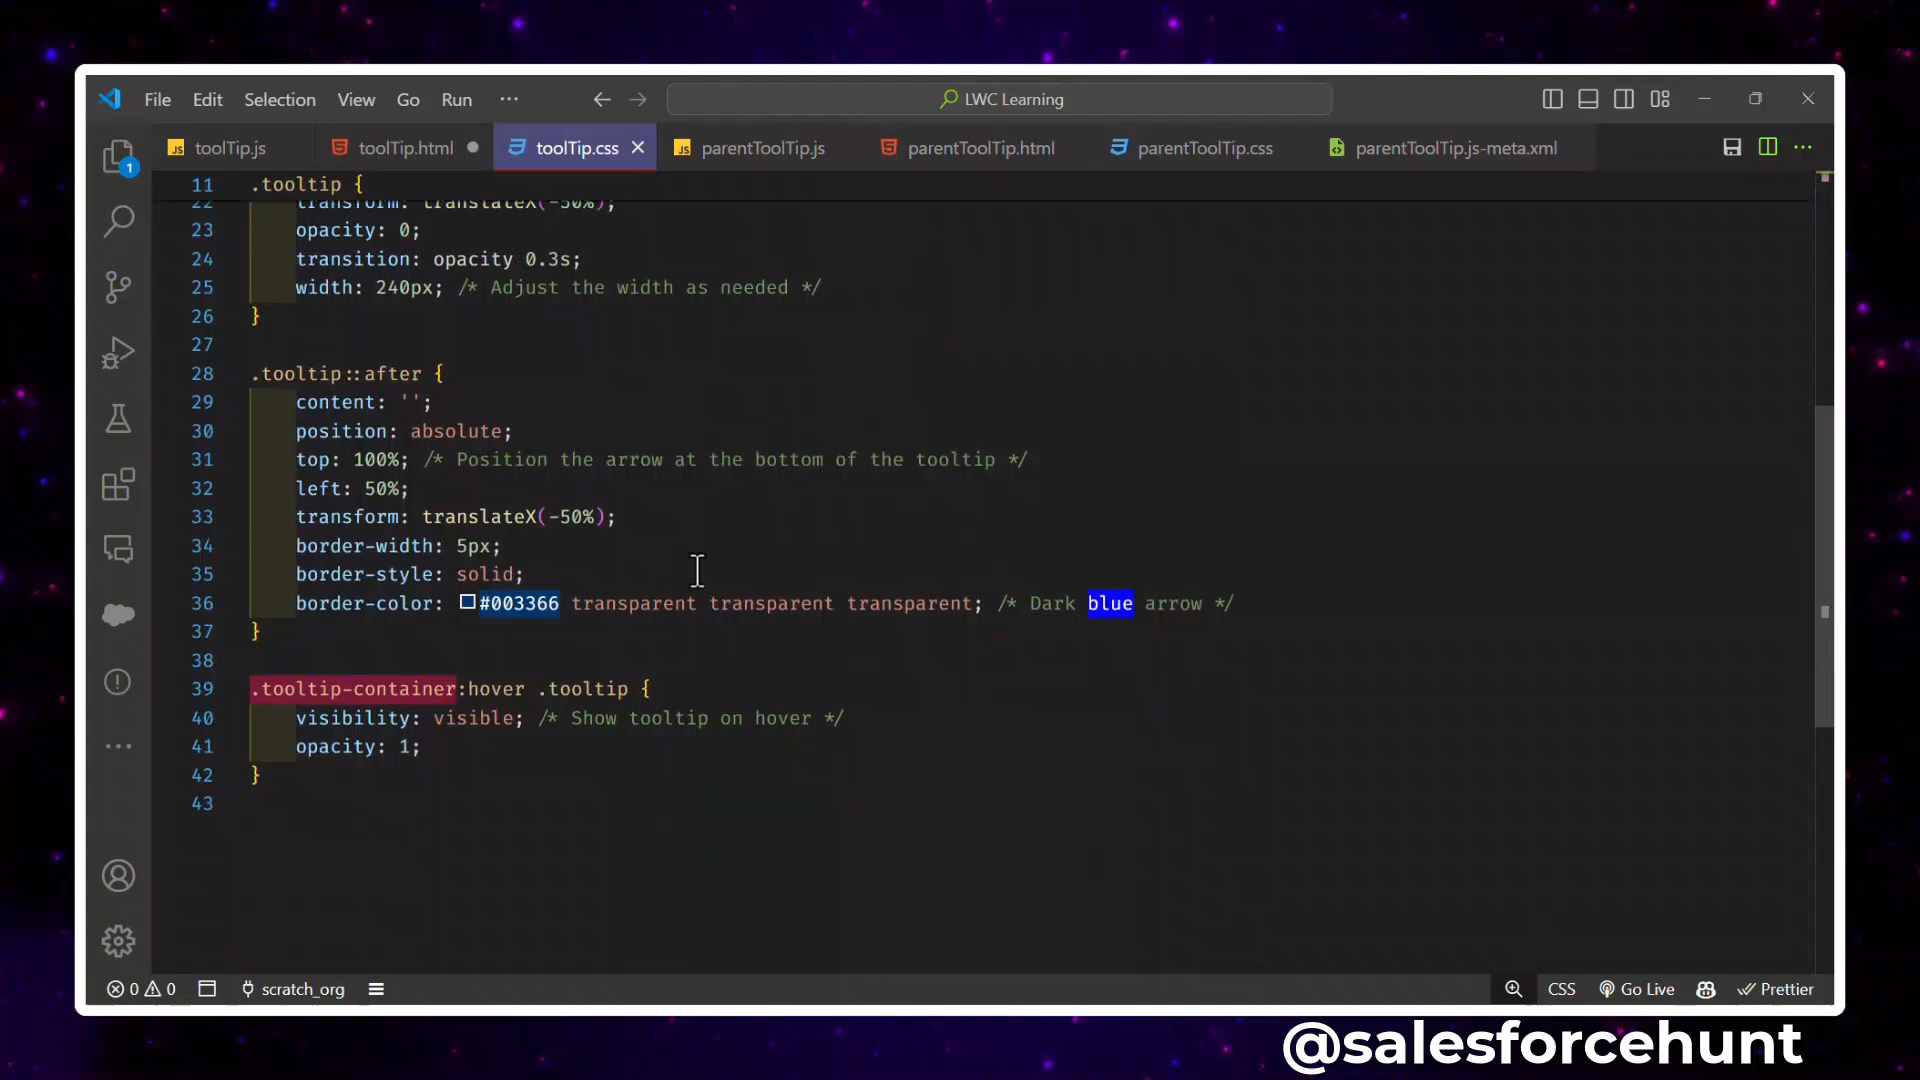 File Edit Selection View Go Run ··· LWC Learning
toolTip.js toolTip.html toolTip.css parentToolTip.js parentToolTip.html parentToolTip.css parentToolTip.js-meta.xml
11 .tooltip {
22 transform: translateX(-50%);
23 opacity: 0;
24 transition: opacity 0.3s;
25 width: 240px; /* Adjust the width as needed */
26 }
27
28 .tooltip::after {
29 content: '';
30 position: absolute;
31 top: 100%; /* Position the arrow at the bottom of the tooltip */
32 left: 50%;
33 transform: translateX(-50%);
34 border-width: 5px;
35 border-style: solid;
36 border-color: #003366 transparent transparent transparent; /* Dark blue arrow */
37 }
38
39 .tooltip-container:hover .tooltip {
40 visibility: visible; /* Show tooltip on hover */
41 opacity: 1;
42 }
43
1
0 0 scratch_org CSS Go Live Prettier
@salesforcehunt